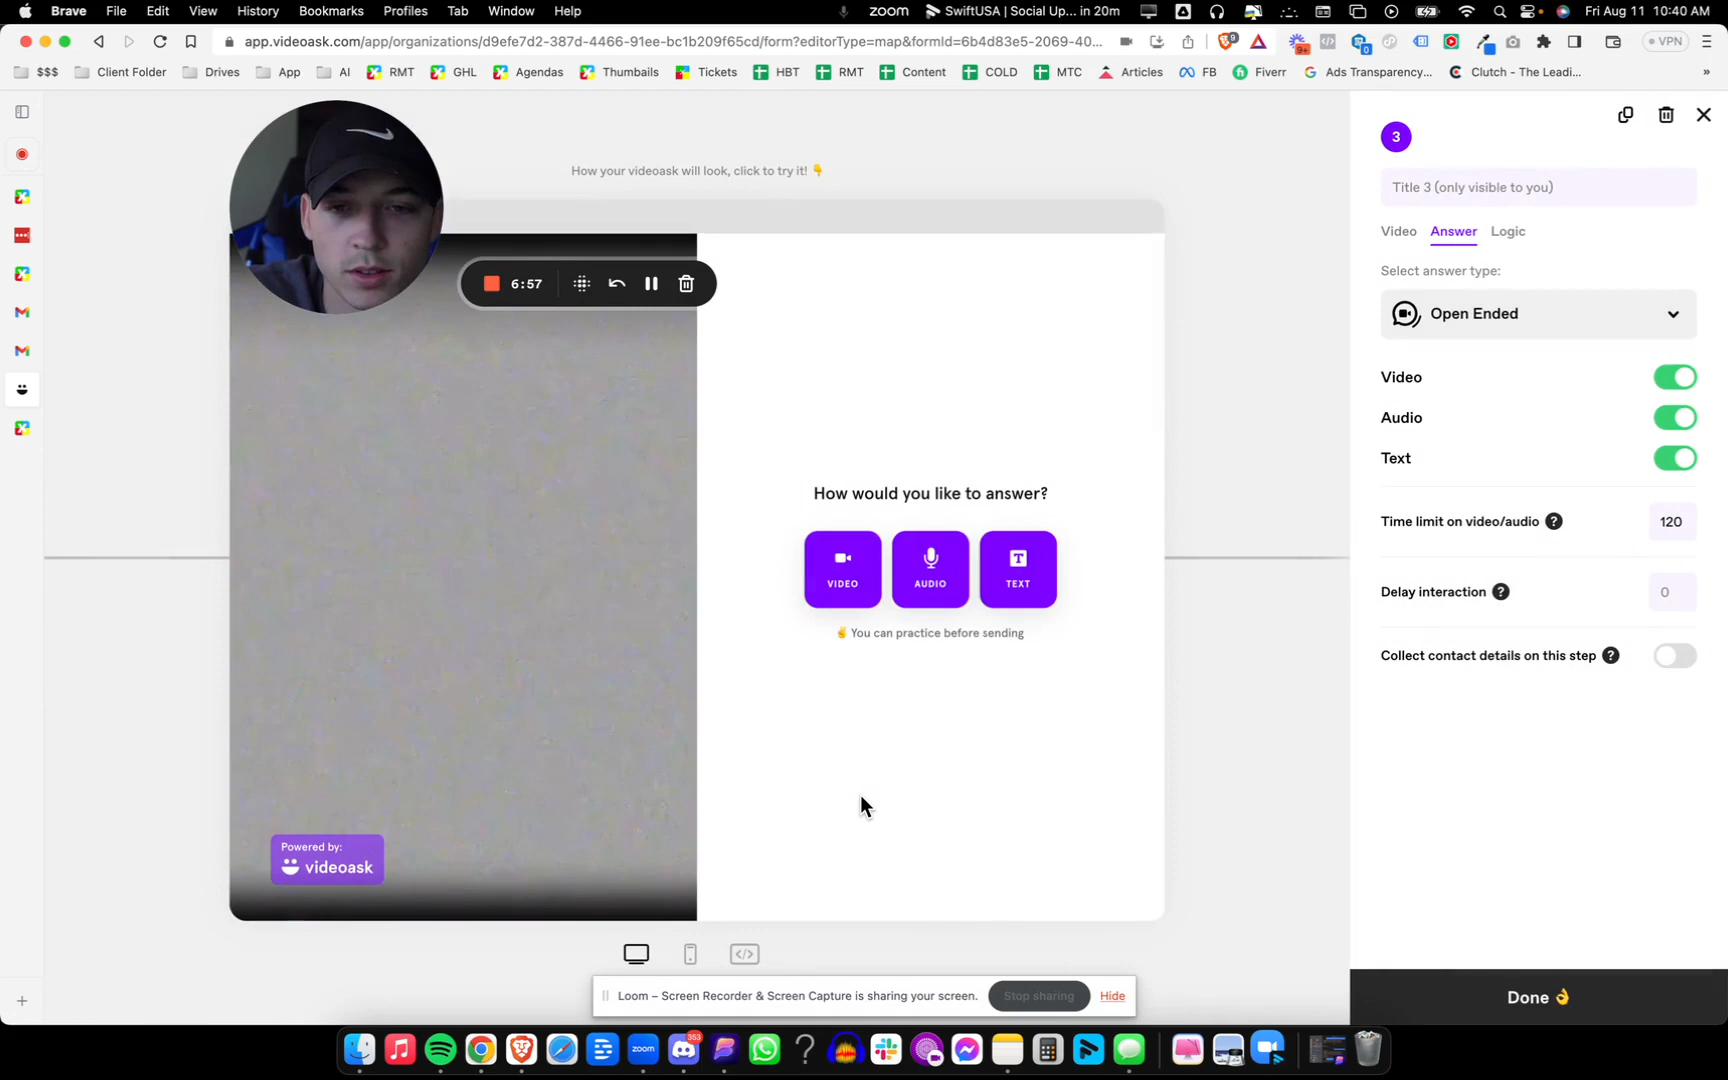 Brave File Edit View History Bookmarks Profiles Tab Window Help
zoom SwiftUSA | Social Up... in 20m Fri Aug 11 10:40 AM
app.videoask.com/app/organizations/d9efe7d2-387d-4466-91ee-bc1b209f65cd/form?editorType=map&formId=6b4d83e5-2069-40...
VPN
$$$ Client Folder Drives App AI RMT GHL Agendas Thumbails Tickets HBT RMT Content COLD MTC Articles FB Fiverr Ads Transparency... Clutch - The Leadi... »
How your videoask will look, click to try it! 👇
6:57
How would you like to answer?
VIDEO AUDIO TEXT
✌ You can practice before sending
Powered by:
videoask
3
Title 3 (only visible to you)
Video Answer Logic
Select answer type:
Open Ended
Video
Audio
Text
Time limit on video/audio ? 120
Delay interaction ? 0
Collect contact details on this step ?
Done 👌
Loom – Screen Recorder & Screen Capture is sharing your screen. Stop sharing Hide
zoom
353